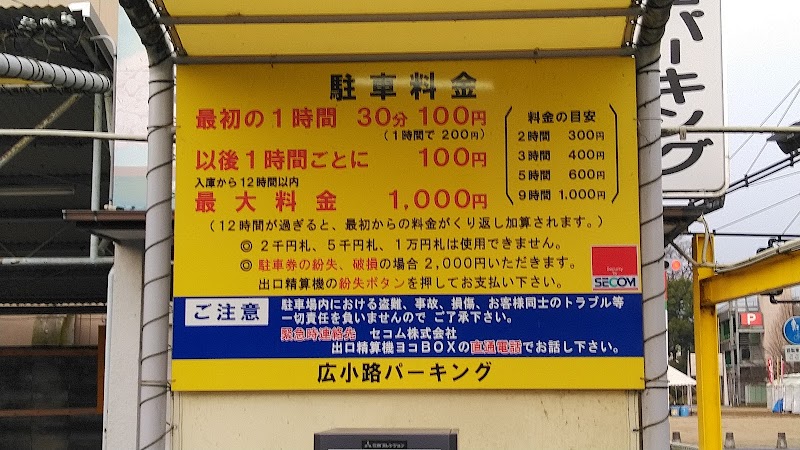 駐車料金
最初の1時間 30分 100円
(1時間で 200円)
以後1時間ごとに 100円
入庫から12時間以内
最大料金 1,000円
料金の目安
2時間 300円
3時間 400円
5時間 600円
9時間 1.000円
(12時間が過ぎると、最初からの料金がくり返し加算されます。)
◎ 2千円札、5千円札、1万円札は使用できません。
◎ 駐車券の紛失、破損の場合 2,000円いただきます。
出口精算機の紛失ボタンを押してお支払い下さい。
Security by
SECOM
ご注意
駐車場内における盗難、事故、損傷、お客様同士のトラブル等
一切責任を負いませんので ご了承下さい。
緊急時連絡先 セコム株式会社
出口精算機ヨコBOXの直通電話でお話し下さい。
広小路パーキング
パーキング
P